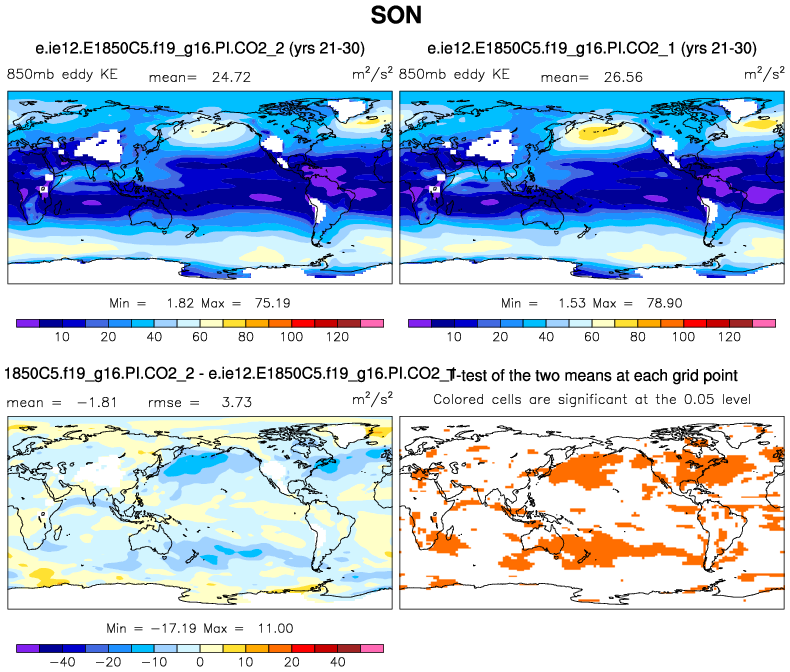 SON
e.ie12.E1850C5.f19_g16.PI.CO2_2 (yrs 21-30)
850mb eddy KE mean= 24.72 m²/s²
Min = 1.82 Max = 75.19
10 20 40 60 80 100 120
e.ie12.E1850C5.f19_g16.PI.CO2_1 (yrs 21-30)
850mb eddy KE mean= 26.56 m²/s²
Min = 1.53 Max = 78.90
10 20 40 60 80 100 120
1850C5.f19_g16.PI.CO2_2 - e.ie12.E1850C5.f19_g16.PI.CO2_1
mean = −1.81 rmse = 3.73 m²/s²
Min = −17.19 Max = 11.00
−40 −20 −10 0 10 20 40
T-test of the two means at each grid point
Colored cells are significant at the 0.05 level